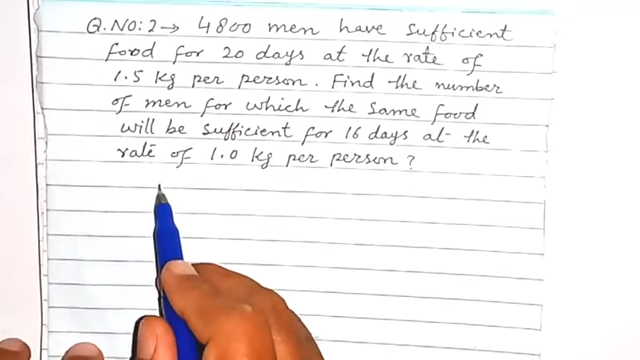 Q.NO:2→ 4800 men have sufficient
food for 20 days at the rate of
1.5 kg per person. Find the number
of men for which the same food
will be sufficient for 16 days at the
rate of 1.0 kg per person?